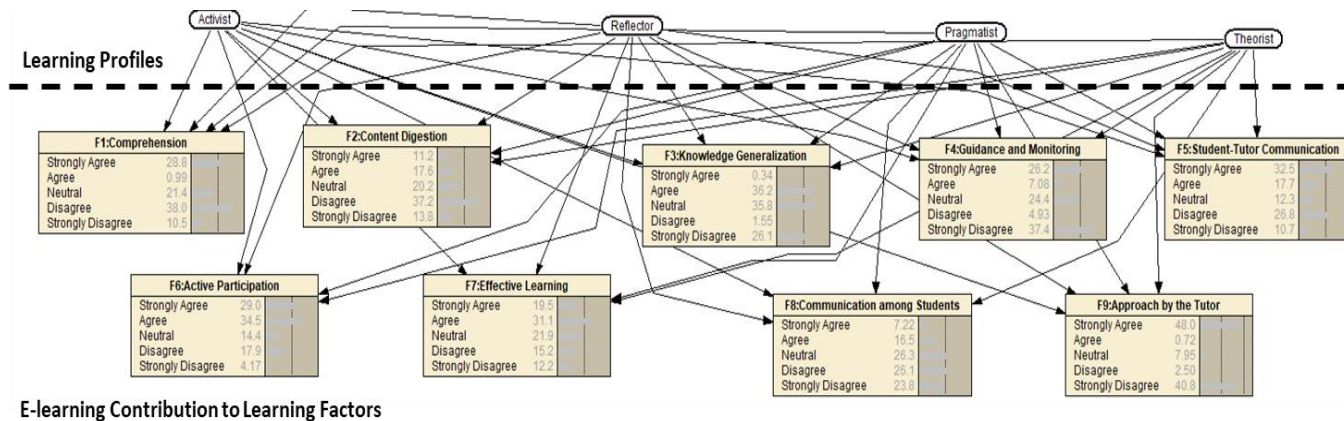 Activist
Reflector
Pragmatist
Theorist
Learning Profiles
F1:Comprehension
Strongly Agree 28.8
Agree 0.99
Neutral 21.4
Disagree 38.0
Strongly Disagree 10.5
F2:Content Digestion
Strongly Agree 11.2
Agree 17.6
Neutral 20.2
Disagree 37.2
Strongly Disagree 13.8
F3:Knowledge Generalization
Strongly Agree 0.34
Agree 36.2
Neutral 35.8
Disagree 1.55
Strongly Disagree 26.1
F4:Guidance and Monitoring
Strongly Agree 26.2
Agree 7.08
Neutral 24.4
Disagree 4.93
Strongly Disagree 37.4
F5:Student-Tutor Communication
Strongly Agree 32.5
Agree 17.7
Neutral 12.3
Disagree 26.8
Strongly Disagree 10.7
F6:Active Participation
Strongly Agree 29.0
Agree 34.5
Neutral 14.4
Disagree 17.9
Strongly Disagree 4.17
F7:Effective Learning
Strongly Agree 19.5
Agree 31.1
Neutral 21.9
Disagree 15.2
Strongly Disagree 12.2
F8:Communication among Students
Strongly Agree 7.22
Agree 16.5
Neutral 26.3
Disagree 26.1
Strongly Disagree 23.8
F9:Approach by the Tutor
Strongly Agree 48.0
Agree 0.72
Neutral 7.95
Disagree 2.50
Strongly Disagree 40.8
E-learning Contribution to Learning Factors